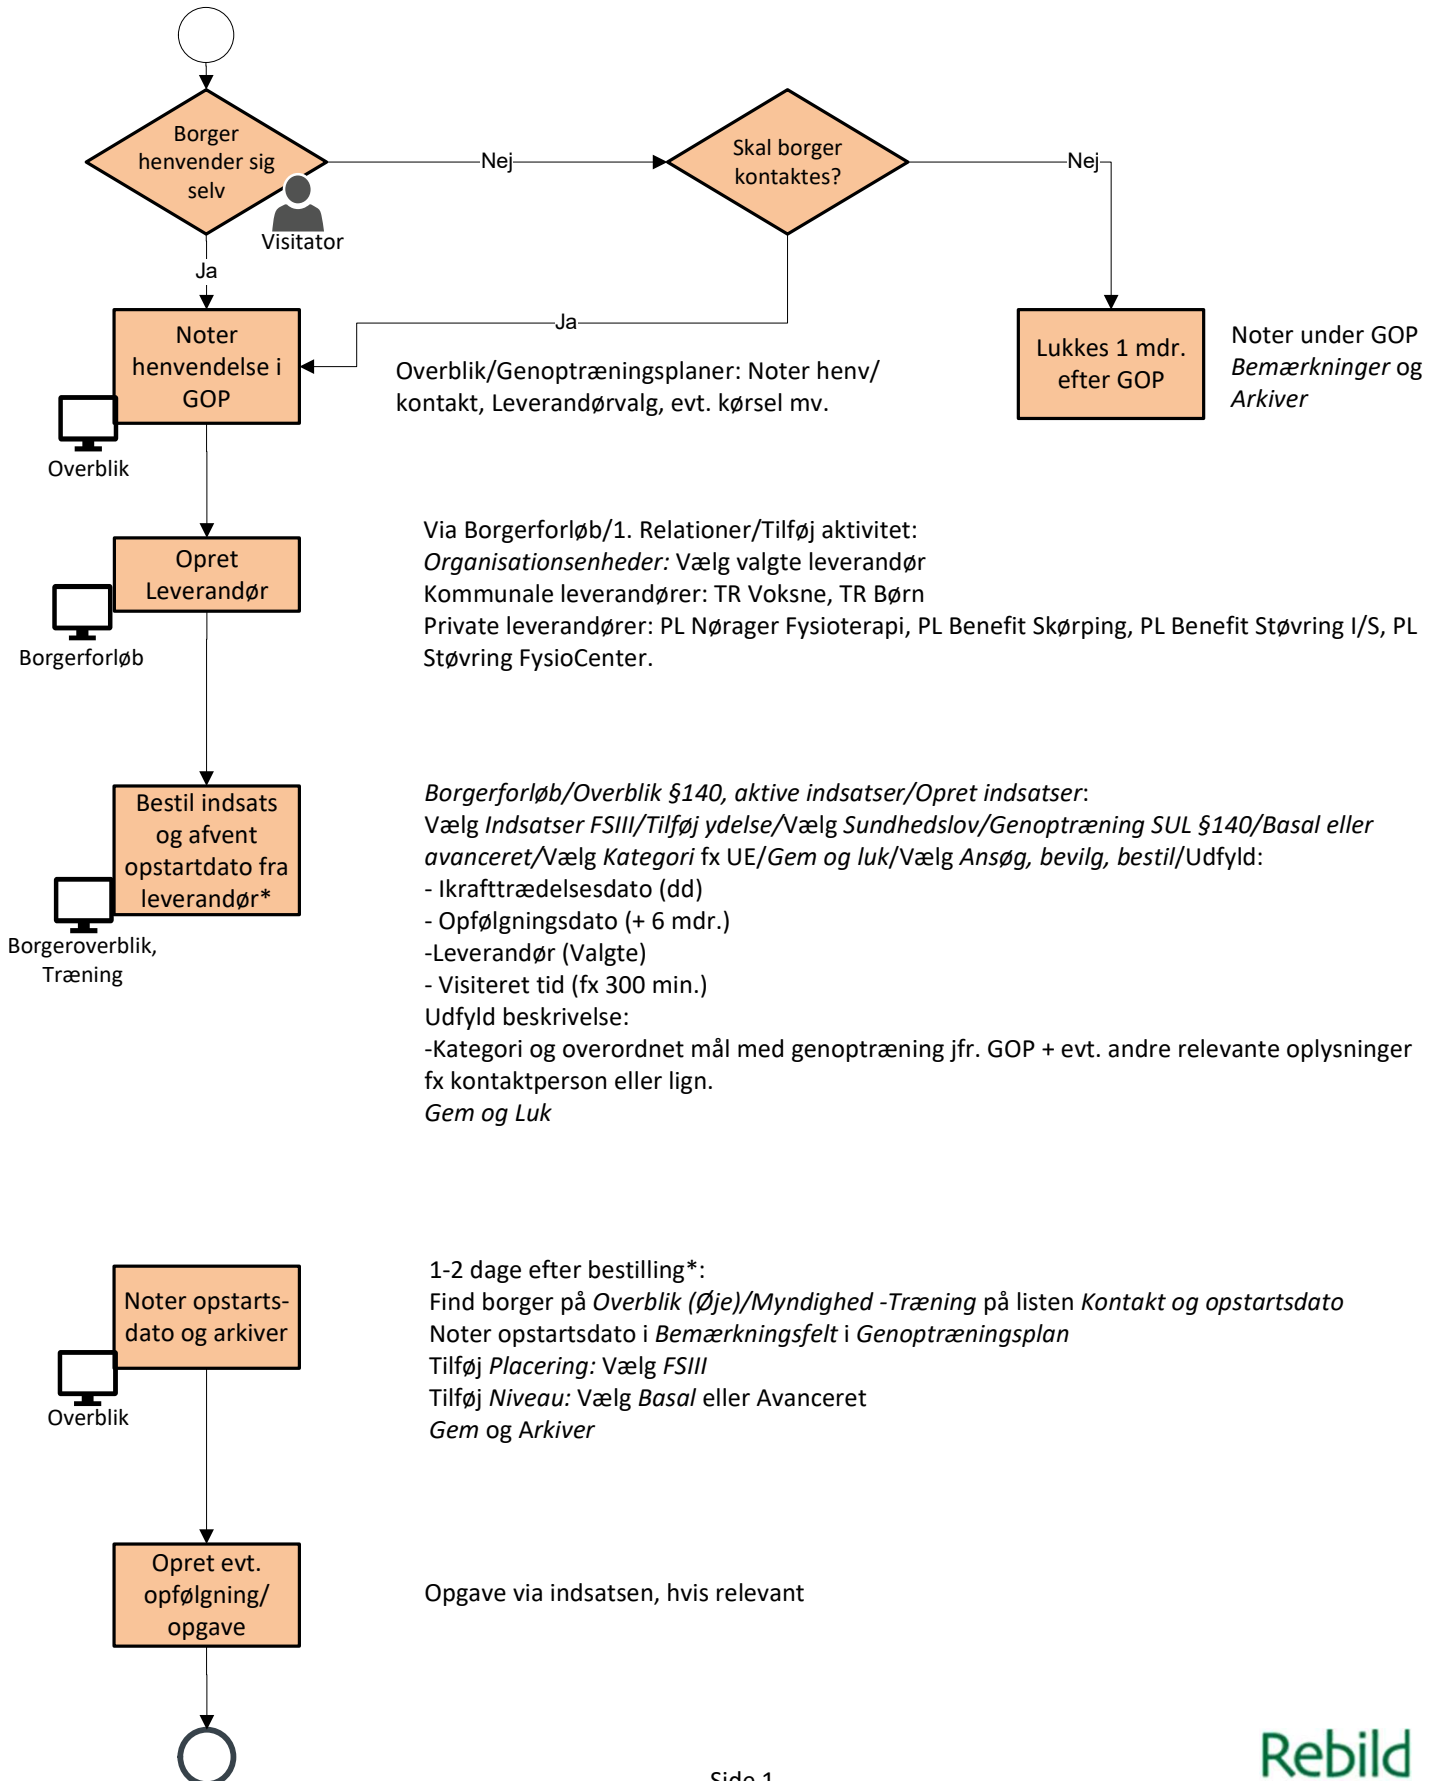 Borger
henvender sig
selv
Visitator
Nej
Skal borger
kontaktes?
Nej
Ja
Ja
Noter
henvendelse i
GOP
Overblik
Overblik/Genoptræningsplaner: Noter henv/
kontakt, Leverandørvalg, evt. kørsel mv.
Lukkes 1 mdr.
efter GOP
Noter under GOP
Bemærkninger og
Arkiver
Opret
Leverandør
Borgerforløb
Via Borgerforløb/1. Relationer/Tilføj aktivitet:
Organisationsenheder: Vælg valgte leverandør
Kommunale leverandører: TR Voksne, TR Børn
Private leverandører: PL Nørager Fysioterapi, PL Benefit Skørping, PL Benefit Støvring I/S, PL
Støvring FysioCenter.
Bestil indsats
og afvent
opstartdato fra
leverandør*
Borgeroverblik,
Træning
Borgerforløb/Overblik §140, aktive indsatser/Opret indsatser:
Vælg Indsatser FSIII/Tilføj ydelse/Vælg Sundhedslov/Genoptræning SUL §140/Basal eller
avanceret/Vælg Kategori fx UE/Gem og luk/Vælg Ansøg, bevilg, bestil/Udfyld:
- Ikrafttrædelsesdato (dd)
- Opfølgningsdato (+ 6 mdr.)
-Leverandør (Valgte)
- Visiteret tid (fx 300 min.)
Udfyld beskrivelse:
-Kategori og overordnet mål med genoptræning jfr. GOP + evt. andre relevante oplysninger
fx kontaktperson eller lign.
Gem og Luk
Noter opstarts-
dato og arkiver
Overblik
1-2 dage efter bestilling*:
Find borger på Overblik (Øje)/Myndighed -Træning på listen Kontakt og opstartsdato
Noter opstartsdato i Bemærkningsfelt i Genoptræningsplan
Tilføj Placering: Vælg FSIII
Tilføj Niveau: Vælg Basal eller Avanceret
Gem og Arkiver
Opret evt.
opfølgning/
opgave
Opgave via indsatsen, hvis relevant
Side 1
Rebild